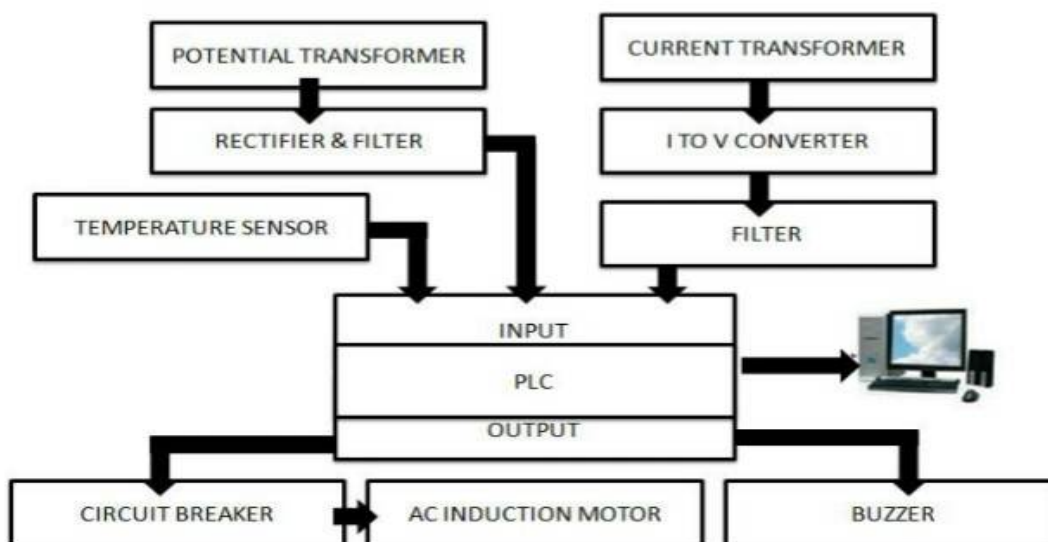 POTENTIAL TRANSFORMER
CURRENT TRANSFORMER
RECTIFIER & FILTER
I TO V CONVERTER
TEMPERATURE SENSOR
FILTER
INPUT
PLC
OUTPUT
CIRCUIT BREAKER
AC INDUCTION MOTOR
BUZZER